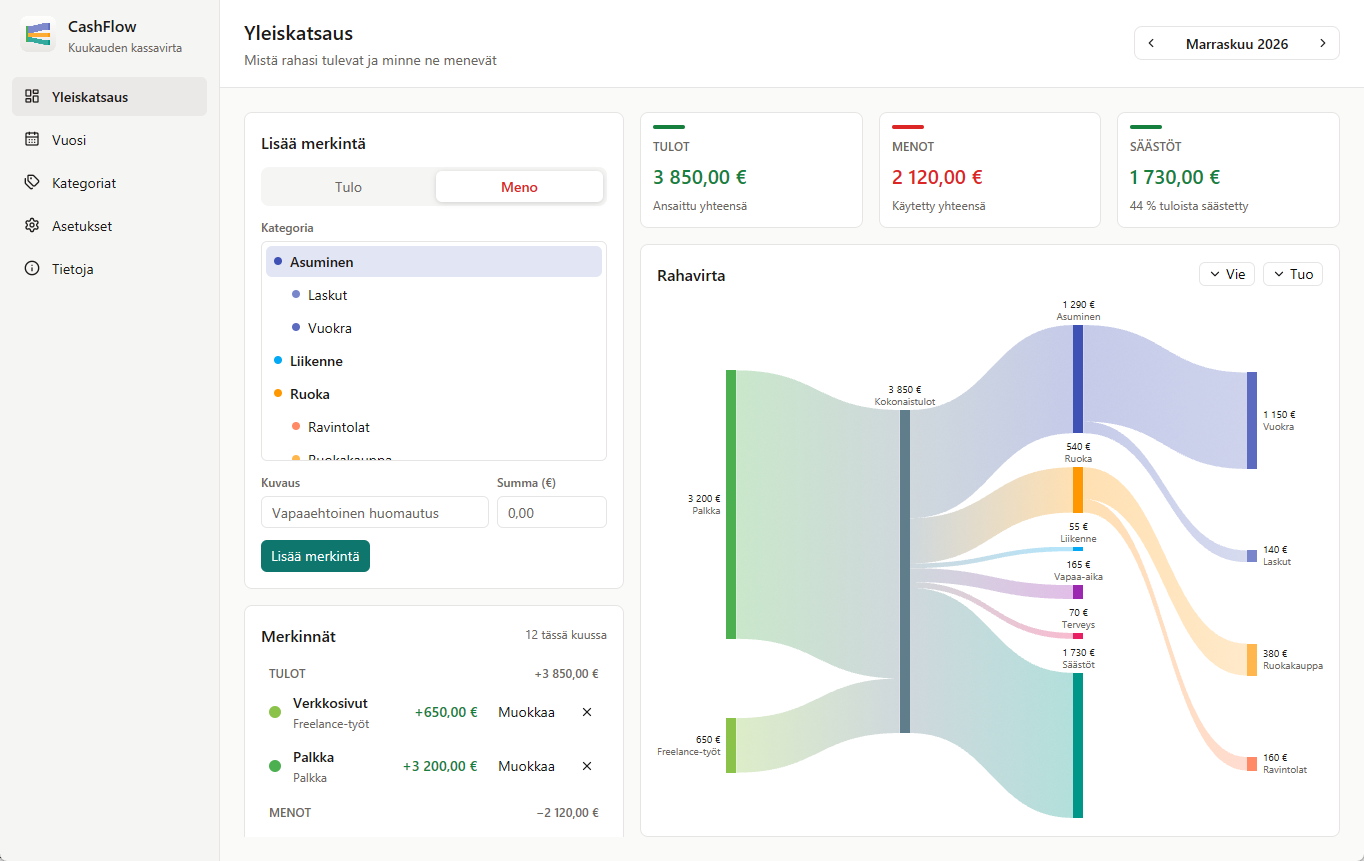 CashFlow
Kuukauden kassavirta
Yleiskatsaus
Vuosi
Kategoriat
Asetukset
Tietoja
Yleiskatsaus
Mistä rahasi tulevat ja minne ne menevät
Marraskuu 2026
Lisää merkintä
Tulo
Meno
Kategoria
Asuminen
Laskut
Vuokra
Liikenne
Ruoka
Ravintolat
Ruokakauppa
Kuvaus
Summa (€)
Vapaaehtoinen huomautus
0,00
Lisää merkintä
Merkinnät
12 tässä kuussa
TULOT
+3 850,00 €
Verkkosivut
Freelance-työt
+650,00 €
Muokkaa
Palkka
Palkka
+3 200,00 €
Muokkaa
MENOT
−2 120,00 €
TULOT
3 850,00 €
Ansaittu yhteensä
MENOT
2 120,00 €
Käytetty yhteensä
SÄÄSTÖT
1 730,00 €
44 % tuloista säästetty
Rahavirta
Vie
Tuo
3 200 €
Palkka
650 €
Freelance-työt
3 850 €
Kokonaistulot
1 290 €
Asuminen
540 €
Ruoka
55 €
Liikenne
165 €
Vapaa-aika
70 €
Terveys
1 730 €
Säästöt
1 150 €
Vuokra
140 €
Laskut
380 €
Ruokakauppa
160 €
Ravintolat